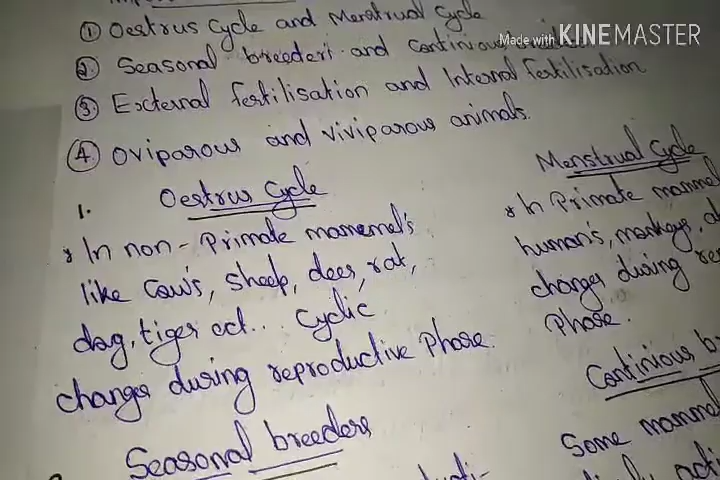 ① Oestrus Cycle and Menstrual Cycle
Made with KINEMASTER
② Seasonal breeders and Continious
③ External fertilisation and Internal fertilisation
④ Oviparous and viviparous animals.
1. Oestrus Cycle
* In non-Primate mammel's
like Cow's, Sheep, deer, rat,
dog, tiger ect.. Cyclic
changes during reproductive Phase.
Seasonal breeders
Menstrual Cycle
* In Primate mammel
human's, monkeys,
changes during
Phase.
Continious
Some mammel